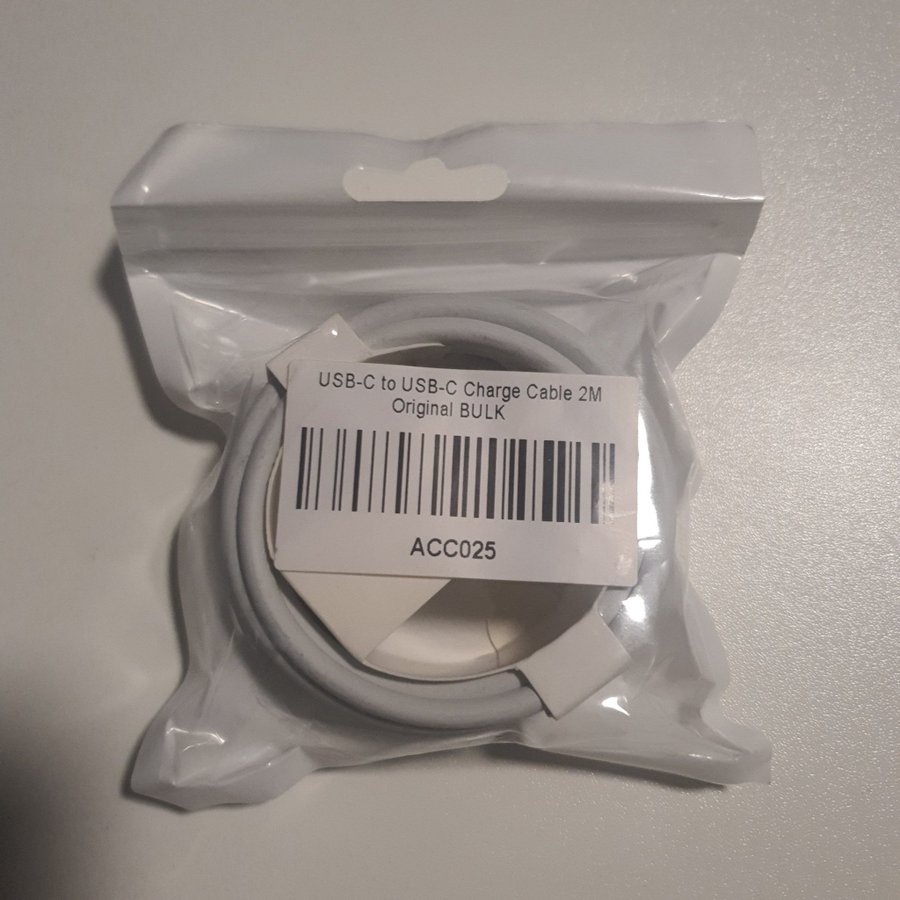 USB-C to USB-C Charge Cable 2M
Original BULK
ACC025